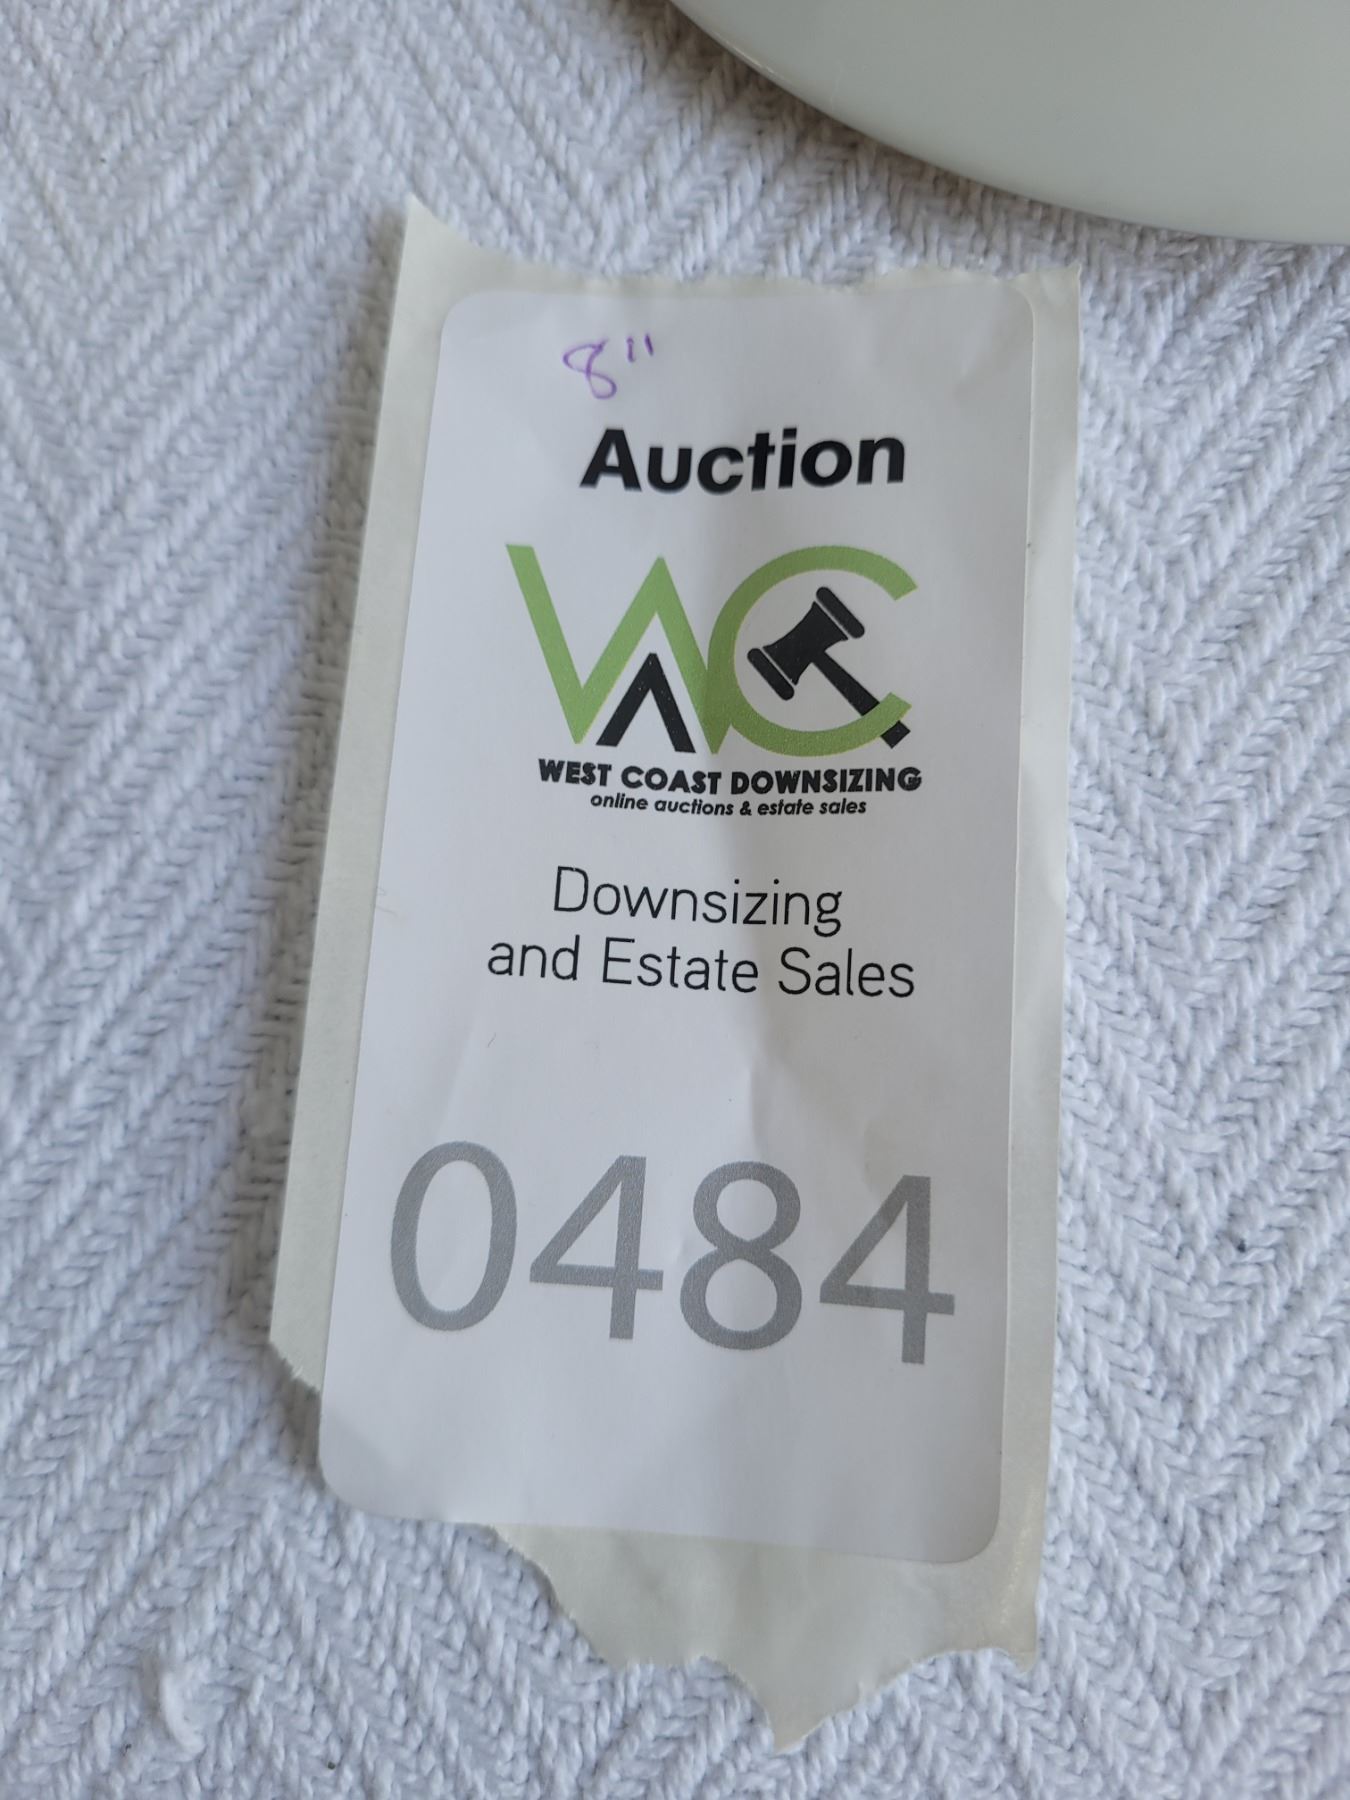 8"
Auction
WC
WEST COAST DOWNSIZING
online auctions & estate sales
Downsizing
and Estate Sales
0484